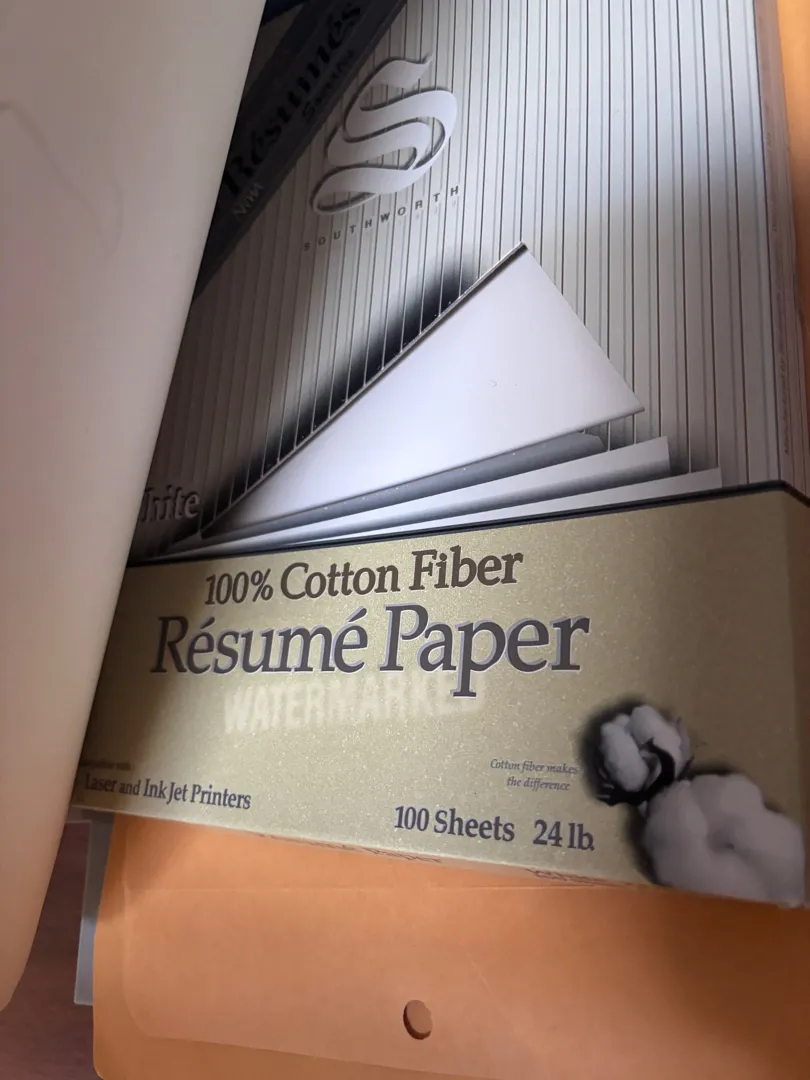 Résumés
S
SOUTHWORTH
100% Cotton Fiber
Résumé Paper
WATERMARKED
Cotton fiber makes
the difference
Laser and Ink Jet Printers
100 Sheets 24 lb.